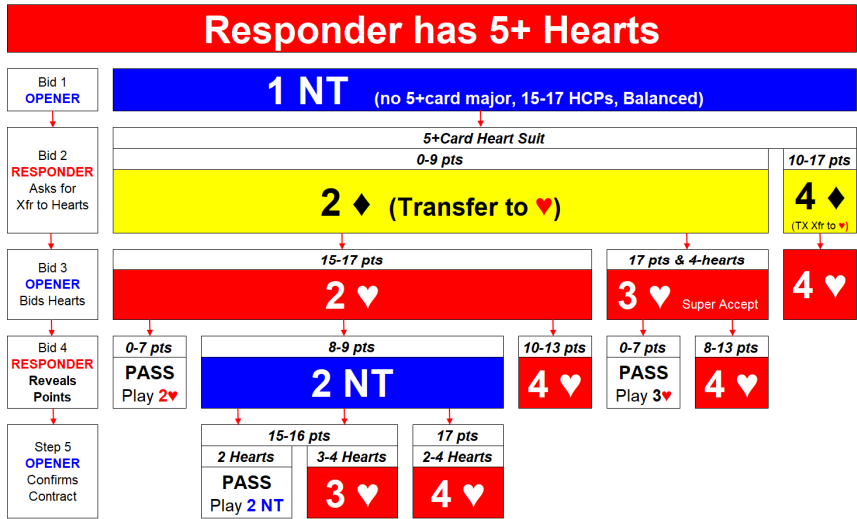 Responder has 5+ Hearts
Bid 1
OPENER
1 NT (no 5+card major, 15-17 HCPs, Balanced)
Bid 2
RESPONDER
Asks for
Xfr to Hearts
5+Card Heart Suit
0-9 pts
10-17 pts
2 ♦ (Transfer to ♥)
4 ♦
(TX Xfr to ♥)
Bid 3
OPENER
Bids Hearts
15-17 pts
17 pts & 4-hearts
2 ♥
3 ♥ Super Accept
4 ♥
Bid 4
RESPONDER
Reveals
Points
0-7 pts
8-9 pts
10-13 pts
0-7 pts
8-13 pts
PASS
Play 2♥
2 NT
4 ♥
PASS
Play 3♥
4 ♥
Step 5
OPENER
Confirms
Contract
15-16 pts
17 pts
2 Hearts
3-4 Hearts
2-4 Hearts
PASS
Play 2 NT
3 ♥
4 ♥